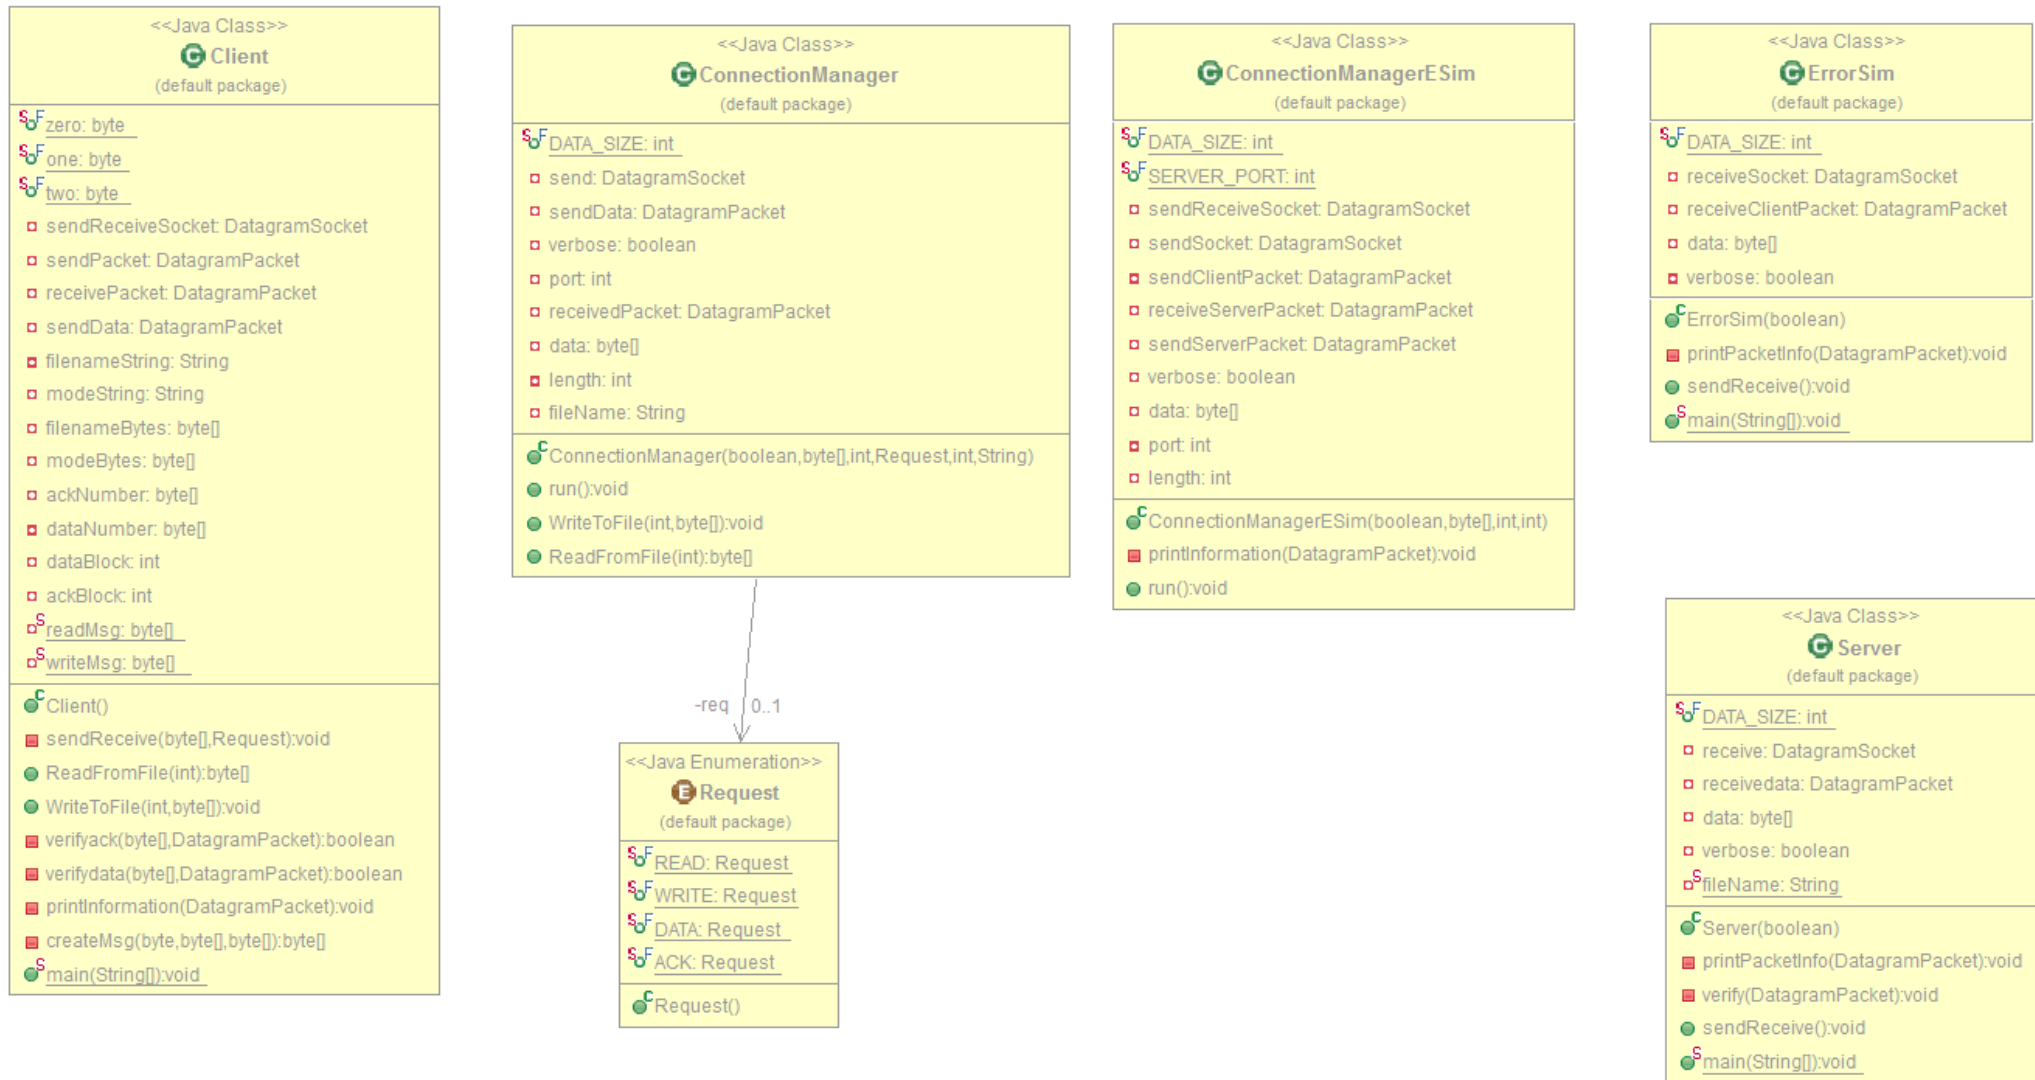 <<Java Class>>
Client
(default package)
zero: byte
one: byte
two: byte
sendReceiveSocket: DatagramSocket
sendPacket: DatagramPacket
receivePacket: DatagramPacket
sendData: DatagramPacket
filenameString: String
modeString: String
filenameBytes: byte[]
modeBytes: byte[]
ackNumber: byte[]
dataNumber: byte[]
dataBlock: int
ackBlock: int
readMsg: byte[]
writeMsg: byte[]
Client()
sendReceive(byte[],Request):void
ReadFromFile(int):byte[]
WriteToFile(int,byte[]):void
verifyack(byte[],DatagramPacket):boolean
verifydata(byte[],DatagramPacket):boolean
printInformation(DatagramPacket):void
createMsg(byte,byte[],byte[]):byte[]
main(String[]):void
<<Java Class>>
ConnectionManager
(default package)
DATA_SIZE: int
send: DatagramSocket
sendData: DatagramPacket
verbose: boolean
port: int
receivedPacket: DatagramPacket
data: byte[]
length: int
fileName: String
ConnectionManager(boolean,byte[],int,Request,int,String)
run():void
WriteToFile(int,byte[]):void
ReadFromFile(int):byte[]
-req 0..1
<<Java Enumeration>>
Request
(default package)
READ: Request
WRITE: Request
DATA: Request
ACK: Request
Request()
<<Java Class>>
ConnectionManagerESim
(default package)
DATA_SIZE: int
SERVER_PORT: int
sendReceiveSocket: DatagramSocket
sendSocket: DatagramSocket
sendClientPacket: DatagramPacket
receiveServerPacket: DatagramPacket
sendServerPacket: DatagramPacket
verbose: boolean
data: byte[]
port: int
length: int
ConnectionManagerESim(boolean,byte[],int,int)
printInformation(DatagramPacket):void
run():void
<<Java Class>>
ErrorSim
(default package)
DATA_SIZE: int
receiveSocket: DatagramSocket
receiveClientPacket: DatagramPacket
data: byte[]
verbose: boolean
ErrorSim(boolean)
printPacketInfo(DatagramPacket):void
sendReceive():void
main(String[]):void
<<Java Class>>
Server
(default package)
DATA_SIZE: int
receive: DatagramSocket
receivedata: DatagramPacket
data: byte[]
verbose: boolean
fileName: String
Server(boolean)
printPacketInfo(DatagramPacket):void
verify(DatagramPacket):void
sendReceive():void
main(String[]):void